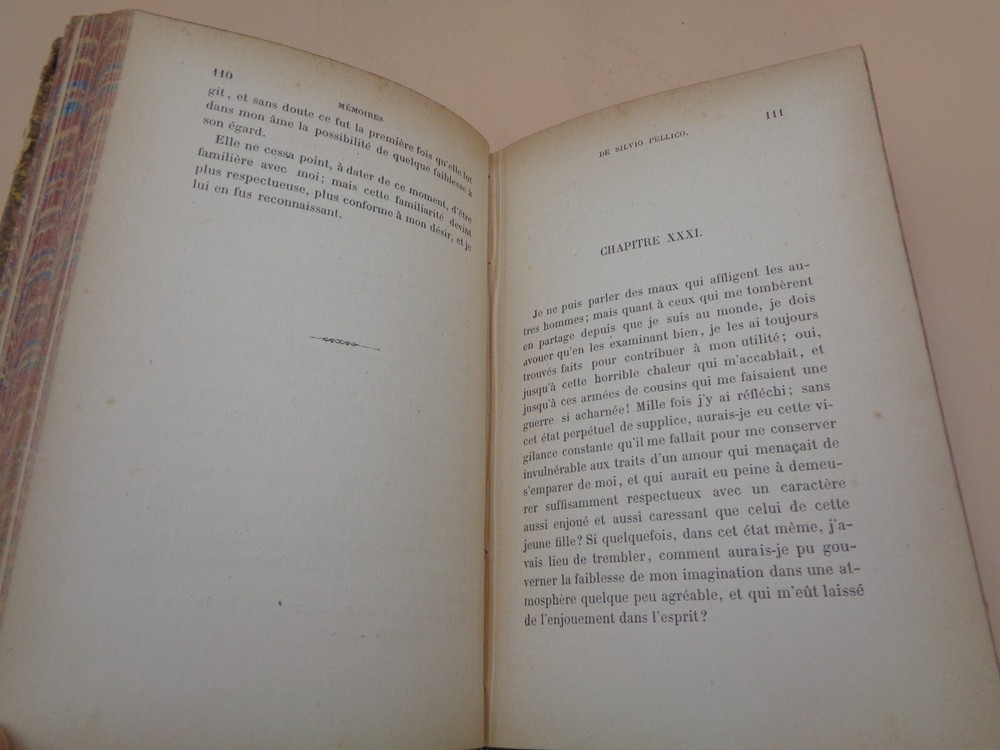 110
MÉMOIRES
git, et sans doute ce fut la première fois qu'elle lut
dans mon âme la possibilité de quelque faiblesse à
son égard.
Elle ne cessa point, à dater de ce moment, d'être
familière avec moi; mais cette familiarité devint
plus respectueuse, plus conforme à mon désir, et je
lui en fus reconnaissant.
DE SILVIO PELLICO.
111
CHAPITRE XXXI.
Je ne puis parler des maux qui affligent les au-
tres hommes; mais quant à ceux qui me tombèrent
en partage depuis que je suis au monde, je dois
avouer qu'en les examinant bien, je les ai toujours
trouvés faits pour contribuer à mon utilité; oui,
jusqu'à cette horrible chaleur qui m'accablait, et
jusqu'à ces armées de cousins qui me faisaient une
guerre si acharnée! Mille fois j'y ai réfléchi; sans
cet état perpétuel de supplice, aurais-je eu cette vi-
gilance constante qu'il me fallait pour me conserver
invulnérable aux traits d'un amour qui menaçait de
s'emparer de moi, et qui aurait eu peine à demeu-
rer suffisamment respectueux avec un caractère
aussi enjoué et aussi caressant que celui de cette
jeune fille? Si quelquefois, dans cet état même, j'a-
vais lieu de trembler, comment aurais-je pu gou-
verner la faiblesse de mon imagination dans une at-
mosphère quelque peu agréable, et qui m'eût laissé
de l'enjouement dans l'esprit?